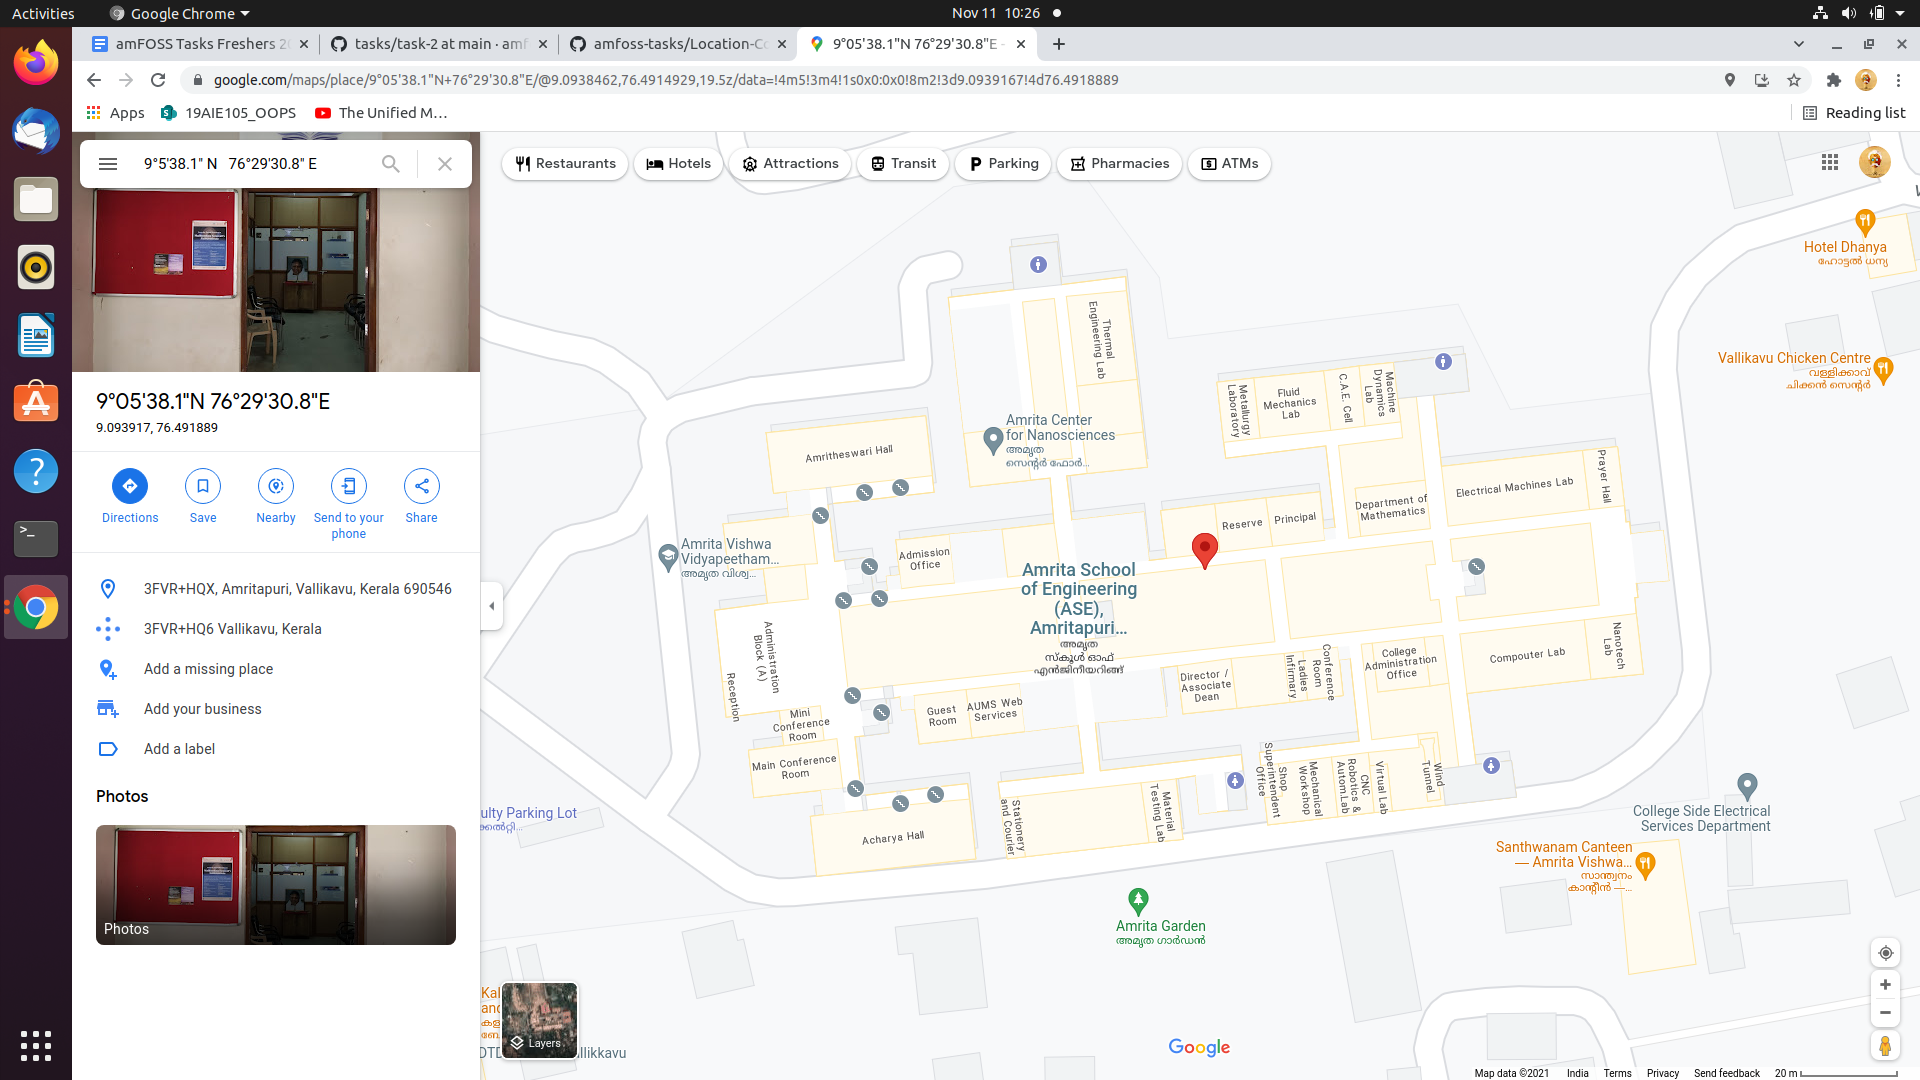 Activities
Google Chrome
Nov 11 10:26
amFOSS Tasks Freshers 2
tasks/task-2 at main · amf
amfoss-tasks/Location-Co
9°05'38.1"N 76°29'30.8"E -
google.com/maps/place/9°05'38.1"N+76°29'30.8"E/@9.0938462,76.4914929,19.5z/data=!4m5!3m4!1s0x0:0x0!8m2!3d9.0939167!4d76.4918889
Apps
19AIE105_OOPS
The Unified M…
Reading list
9°5'38.1" N 76°29'30.8" E
Restaurants
Hotels
Attractions
Transit
Parking
Pharmacies
ATMs
9°05'38.1"N 76°29'30.8"E
9.093917, 76.491889
Directions
Save
Nearby
Send to your
phone
Share
3FVR+HQX, Amritapuri, Vallikavu, Kerala 690546
3FVR+HQ6 Vallikavu, Kerala
Add a missing place
Add your business
Add a label
Photos
Photos
Hotel Dhanya
ഹോട്ടൽ ധന്യ
Thermal
Engineering Lab
Vallikavu Chicken Centre
വള്ളിക്കാവ്
ചിക്കൻ സെന്റർ
Metallurgy
Laboratory
Fluid
Mechanics
Lab
C.A.E. Cell
Machine
Dynamics
Lab
Amrita Center
for Nanosciences
അമൃത
സെന്റർ ഫോർ...
Amritheswari Hall
Electrical Machines Lab
Prayer Hall
Department of
Mathematics
Reserve
Principal
Amrita Vishwa
Vidyapeetham...
അമൃത വിശ്വ...
Admission
Office
Amrita School
of Engineering
(ASE),
Amritapuri...
അമൃത
സ്കൂൾ ഓഫ്
എൻജിനീയറിങ്ങ്
Administration
Block (A)
Reception
Director /
Associate
Dean
Ladies
Infirmary
Conference
Room
College
Administration
Office
Compouter Lab
Nanotech
Lab
Guest
Room
AUMS Web
Services
Mini
Conference
Room
Main Conference
Room
Acharya Hall
Stationery
and Courier
Material
Testing Lab
Shop
Superintendent
Office
Mechanical
Workshop
CNC
Robotics &
Autom.Lab
Virtual Lab
Wind
Tunnel
College Side Electrical
Services Department
ulty Parking Lot
Santhwanam Canteen
— Amrita Vishwa...
സാന്ത്വനം
കാന്റീൻ —...
Amrita Garden
അമൃത ഗാർഡൻ
Kal
Layers
llikkavu
Google
Map data ©2021
India
Terms
Privacy
Send feedback
20 m